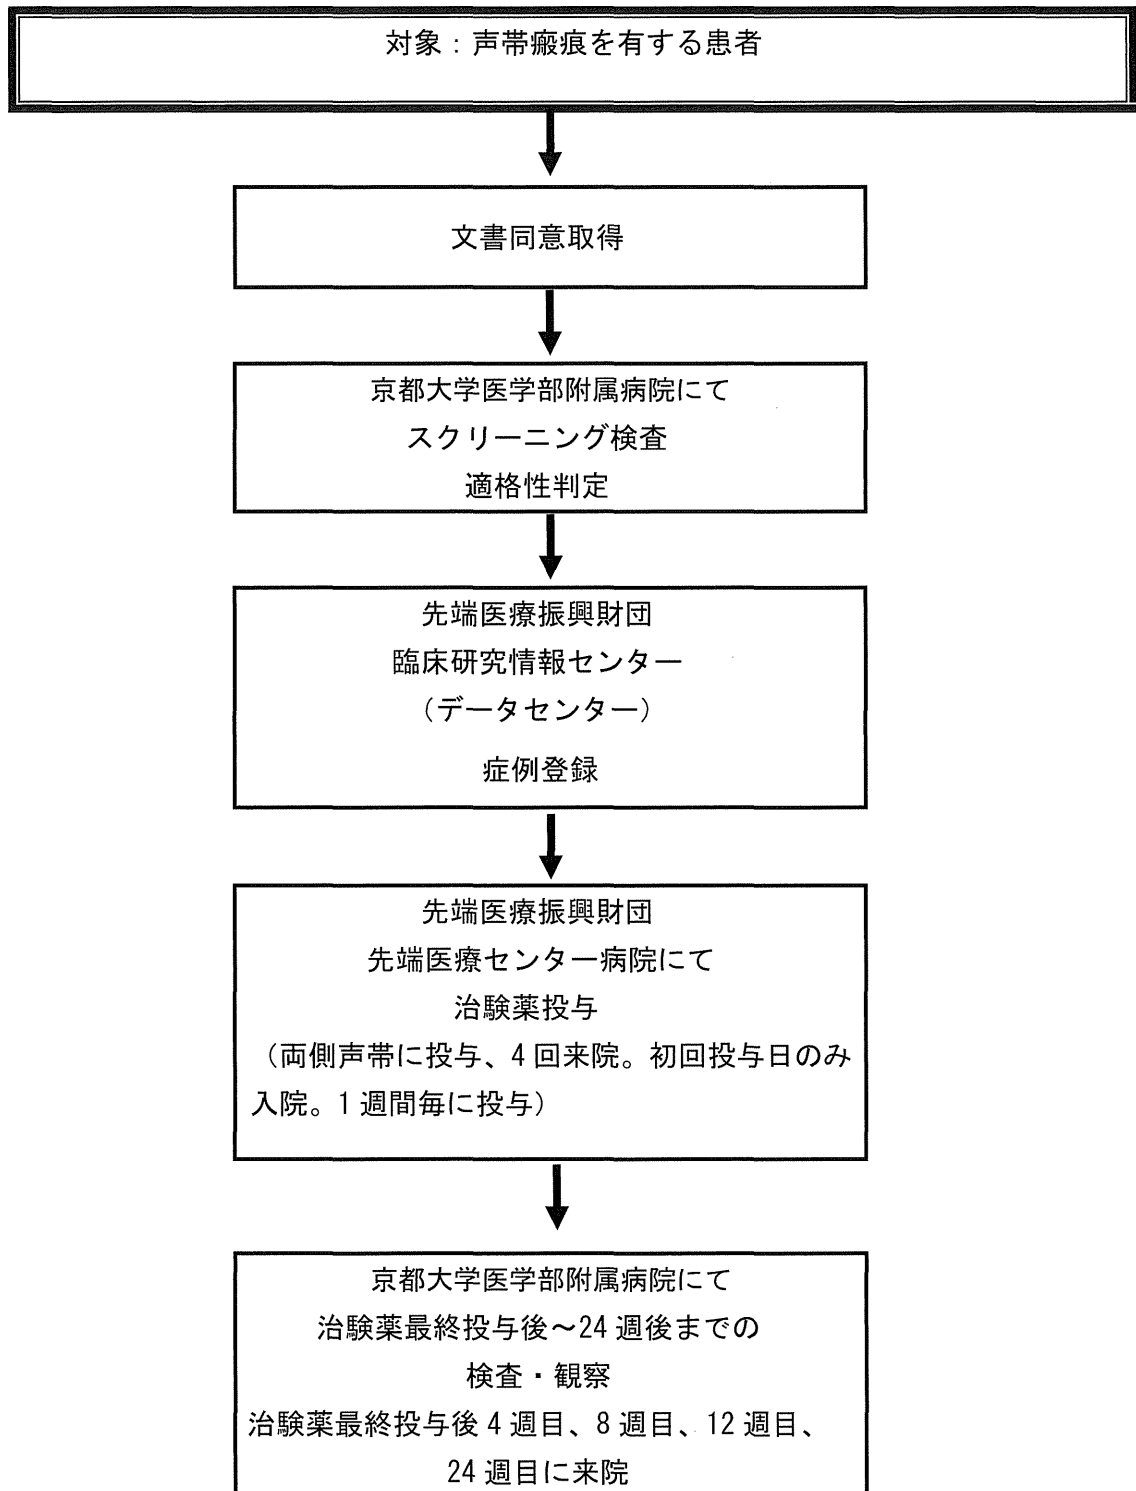 対象：声帯瘢痕を有する患者
文書同意取得
京都大学医学部附属病院にて
スクリーニング検査
適格性判定
先端医療振興財団
臨床研究情報センター
（データセンター）
症例登録
先端医療振興財団
先端医療センター病院にて
治験薬投与
（両側声帯に投与、4 回来院。初回投与日のみ
入院。1 週間毎に投与）
京都大学医学部附属病院にて
治験薬最終投与後～24 週後までの
検査・観察
治験薬最終投与後 4 週目、8 週目、12 週目、
24 週目に来院